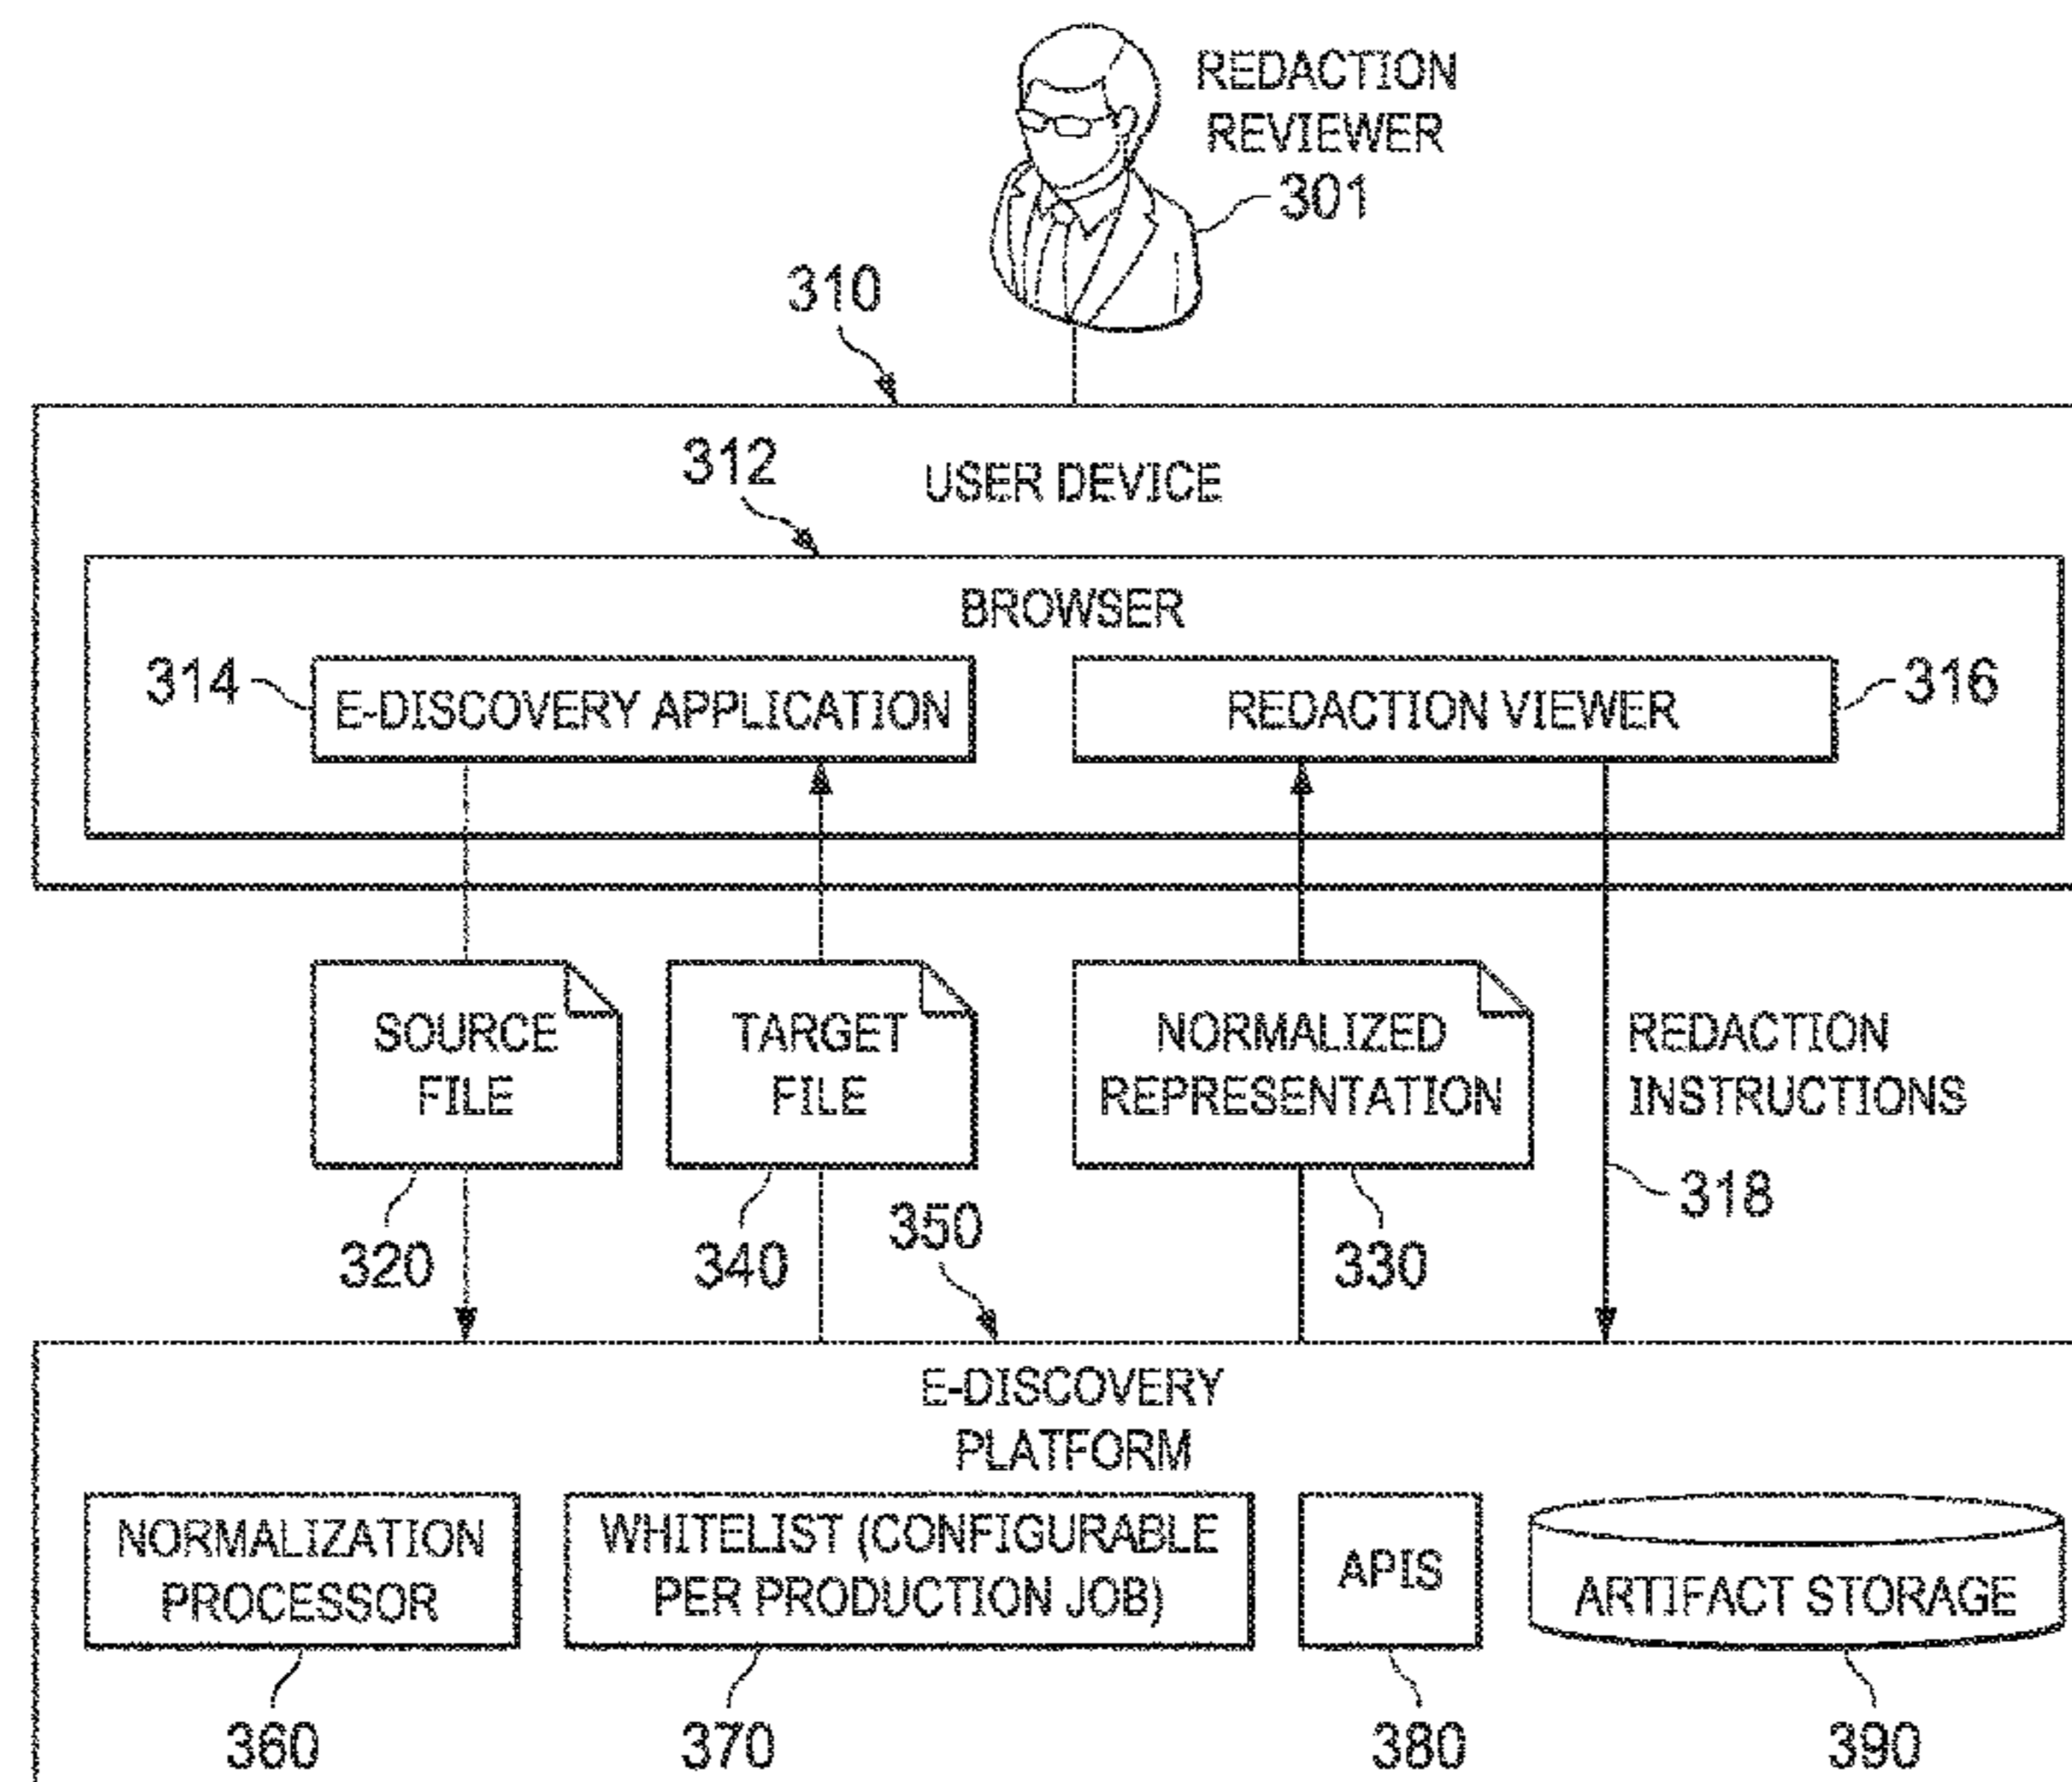 REDACTION
REVIEWER
301
310
312
USER DEVICE
BROWSER
314
E-DISCOVERY APPLICATION
REDACTION VIEWER
316
SOURCE
FILE
TARGET
FILE
NORMALIZED
REPRESENTATION
REDACTION
INSTRUCTIONS
318
320
340
350
330
E-DISCOVERY
PLATFORM
NORMALIZATION
PROCESSOR
WHITELIST (CONFIGURABLE
PER PRODUCTION JOB)
APIS
ARTIFACT STORAGE
360
370
380
390